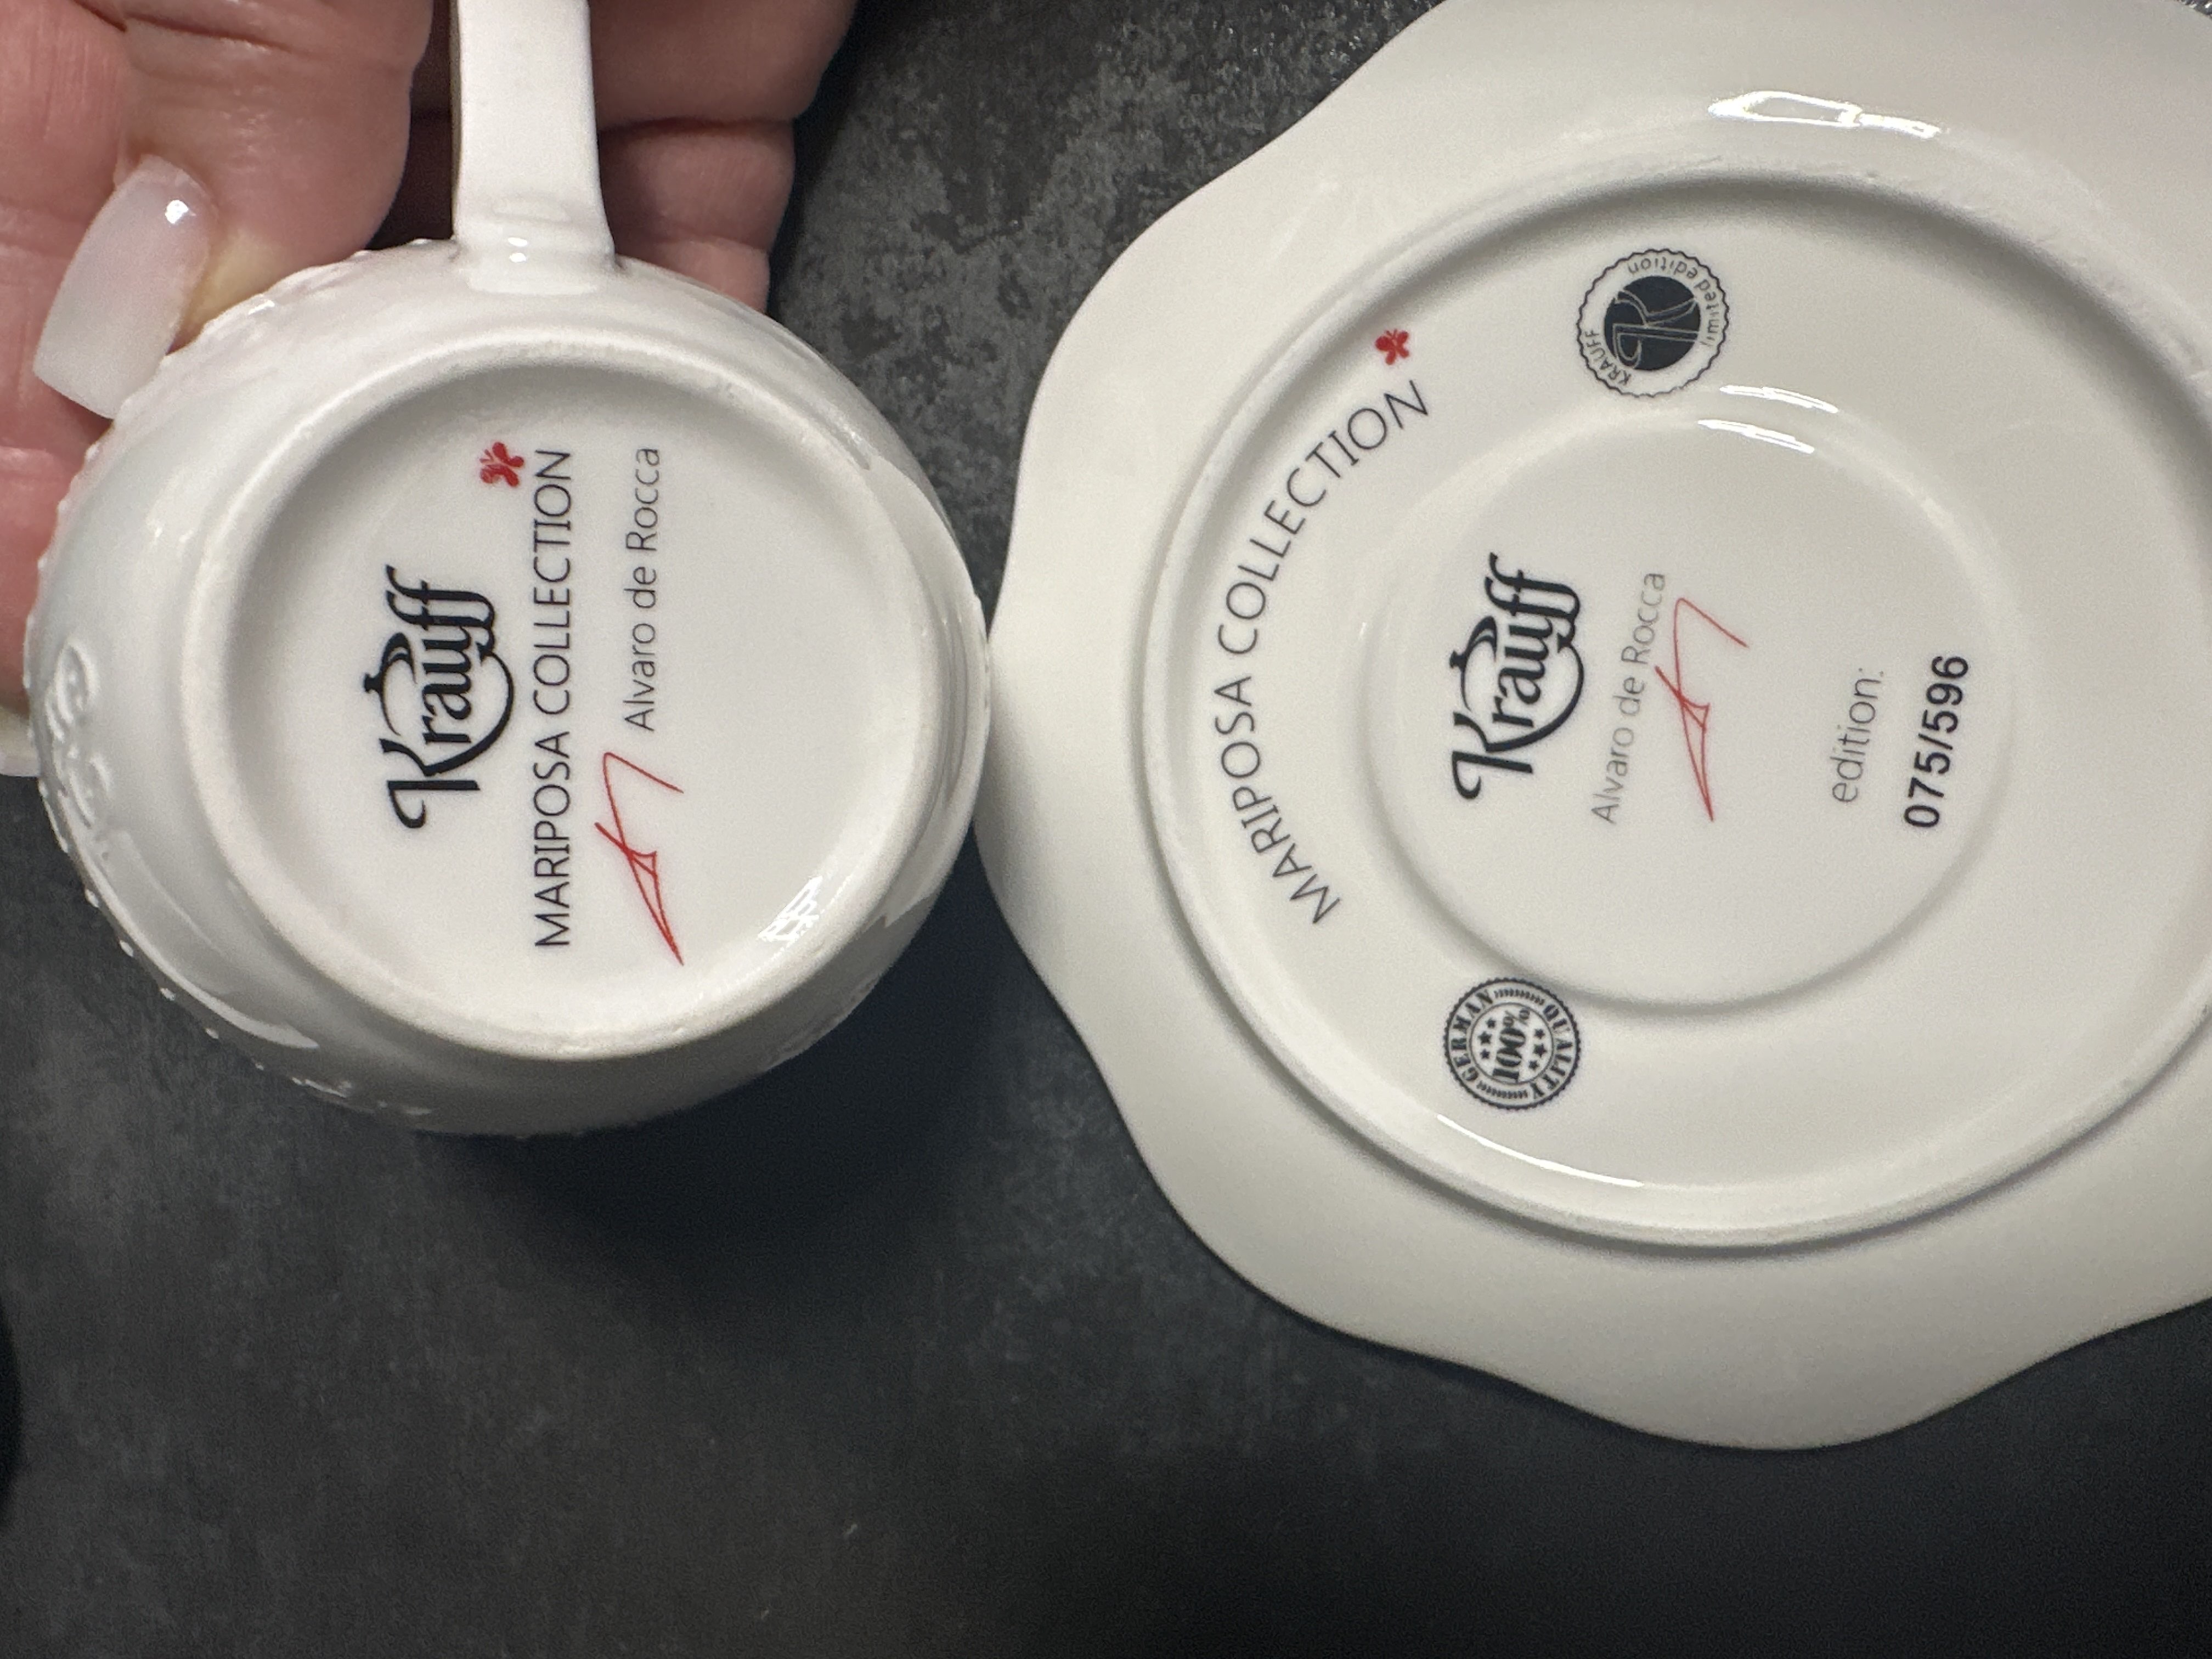 Krauff
MARIPOSA COLLECTION
Alvaro de Rocca
MARIPOSA COLLECTION
KRAUFF
limited edition
Krauff
Alvaro de Rocca
GERMAN
100%
QUALITY
edition:
075/596